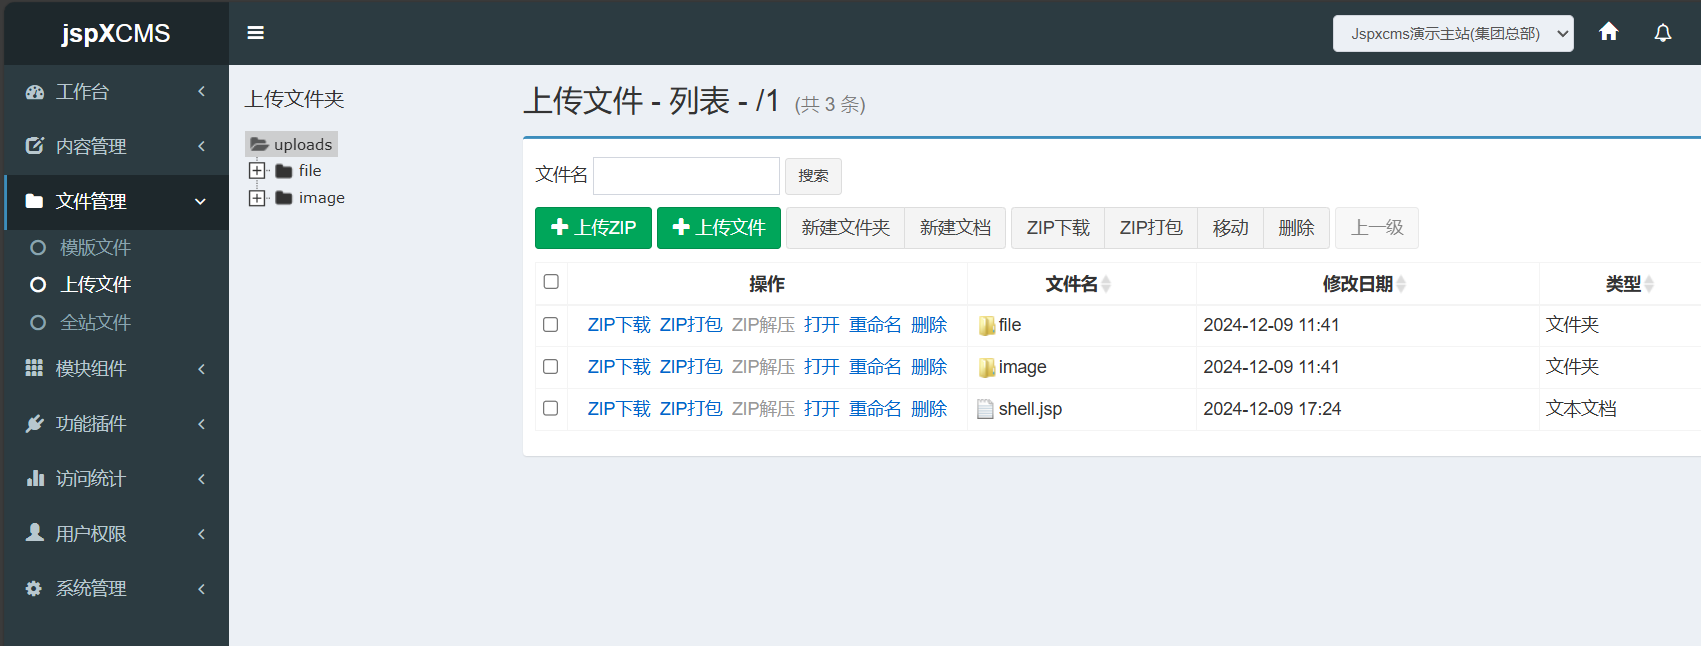 jspXCMS
Jspxcms演示主站(集团总部)
工作台
内容管理
文件管理
模版文件
上传文件
全站文件
模块组件
功能插件
访问统计
用户权限
系统管理
上传文件夹
uploads
file
image
上传文件 - 列表 - /1 (共 3 条)
文件名 搜索
上传ZIP 上传文件 新建文件夹 新建文档 ZIP下载 ZIP打包 移动 删除 上一级
操作 文件名 修改日期 类型
ZIP下载 ZIP打包 ZIP解压 打开 重命名 删除 file 2024-12-09 11:41 文件夹
ZIP下载 ZIP打包 ZIP解压 打开 重命名 删除 image 2024-12-09 11:41 文件夹
ZIP下载 ZIP打包 ZIP解压 打开 重命名 删除 shell.jsp 2024-12-09 17:24 文本文档